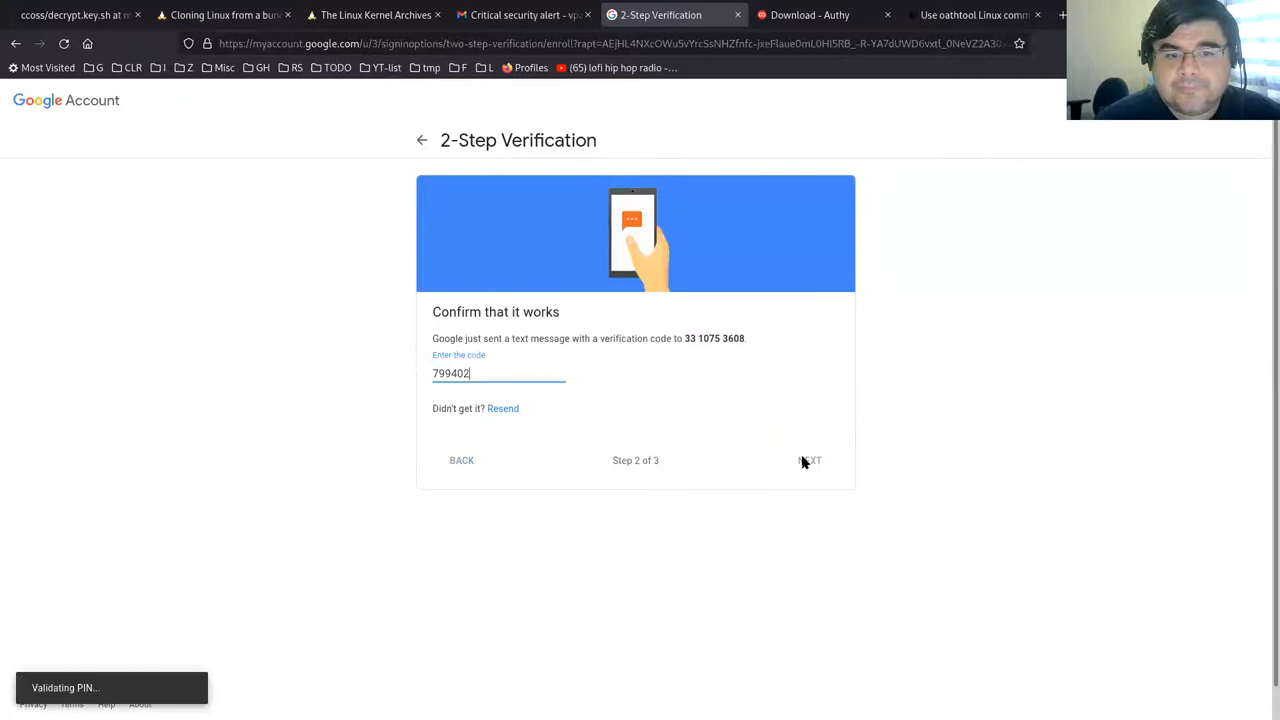 ccoss/decrypt.key.sh at m
Cloning Linux from a bun
The Linux Kernel Archives
Critical security alert - vpa
2-Step Verification
Download - Authy
Use oathtool Linux comm
https://myaccount.google.com/u/3/signinoptions/two-step-verification/enroll?rapt=
Most Visited G CLR I Z Misc GH RS TODO YT-list tmp F L Profiles (65) lofi hip hop radio -...
Google Account
2-Step Verification
Confirm that it works
Google just sent a text message with a verification code to 33 1075 3608.
Enter the code
799402
Didn't get it? Resend
BACK Step 2 of 3 NEXT
Validating PIN...
Privacy Terms Help About